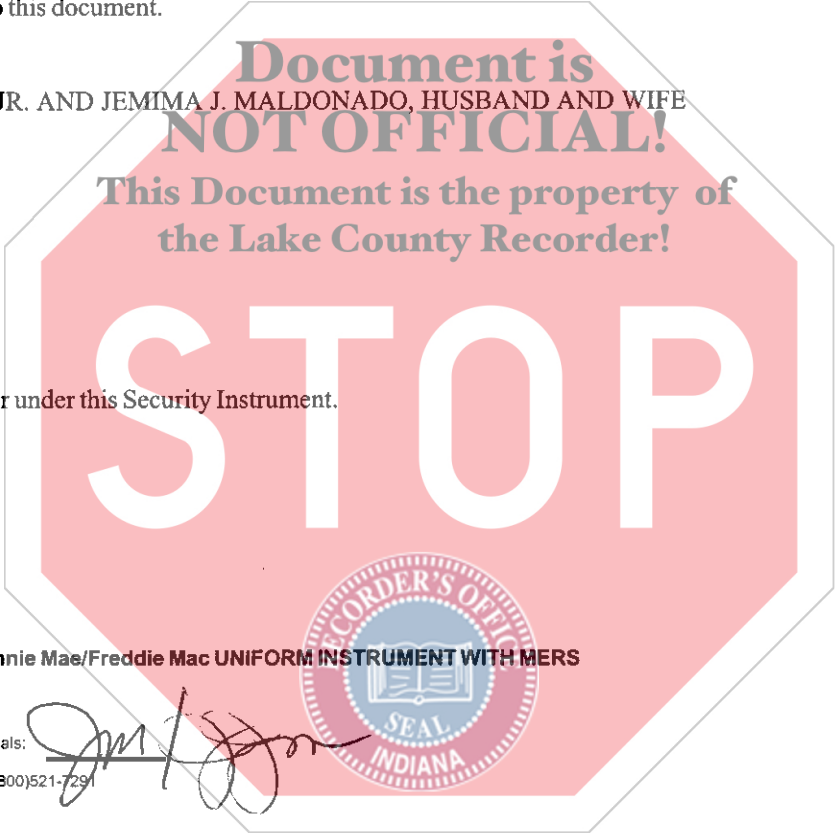 this document.
Document is
JR. AND JEMIMA J. MALDONADO, HUSBAND AND WIFE
NOT OFFICIAL!
This Document is the property of
the Lake County Recorder!
STOP
r under this Security Instrument.
RECORDER'S OFFICE
nnie Mae/Freddie Mac UNIFORM INSTRUMENT WITH MERS
SEAL
INDIANA
als:
800)521-7291